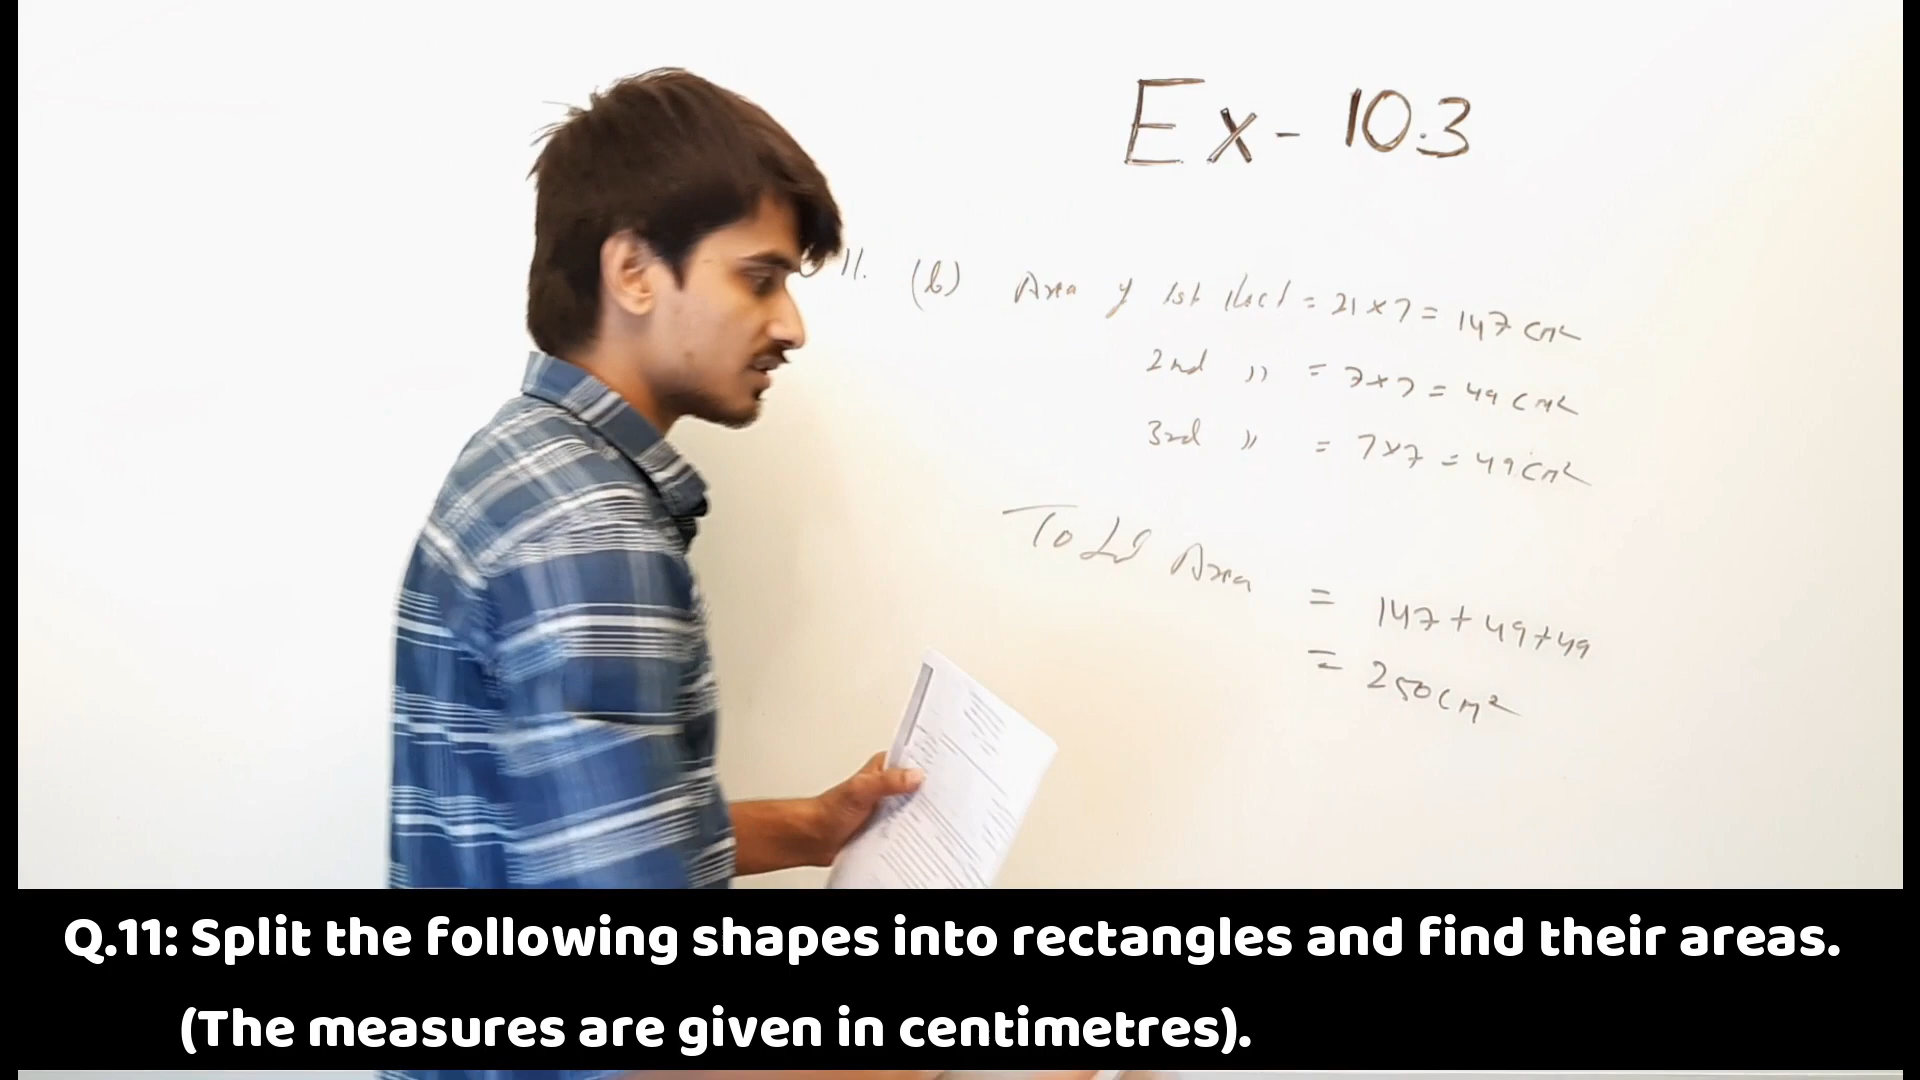 Ex - 10.3
11. (b) Area of 1st Rect = 21 × 7 = 147 cm²
2nd " = 7 × 7 = 49 cm²
3rd " = 7 × 7 = 49 cm²
Total Area = 147 + 49 + 49
= 250 cm²
Q.11: Split the following shapes into rectangles and find their areas.
(The measures are given in centimetres).